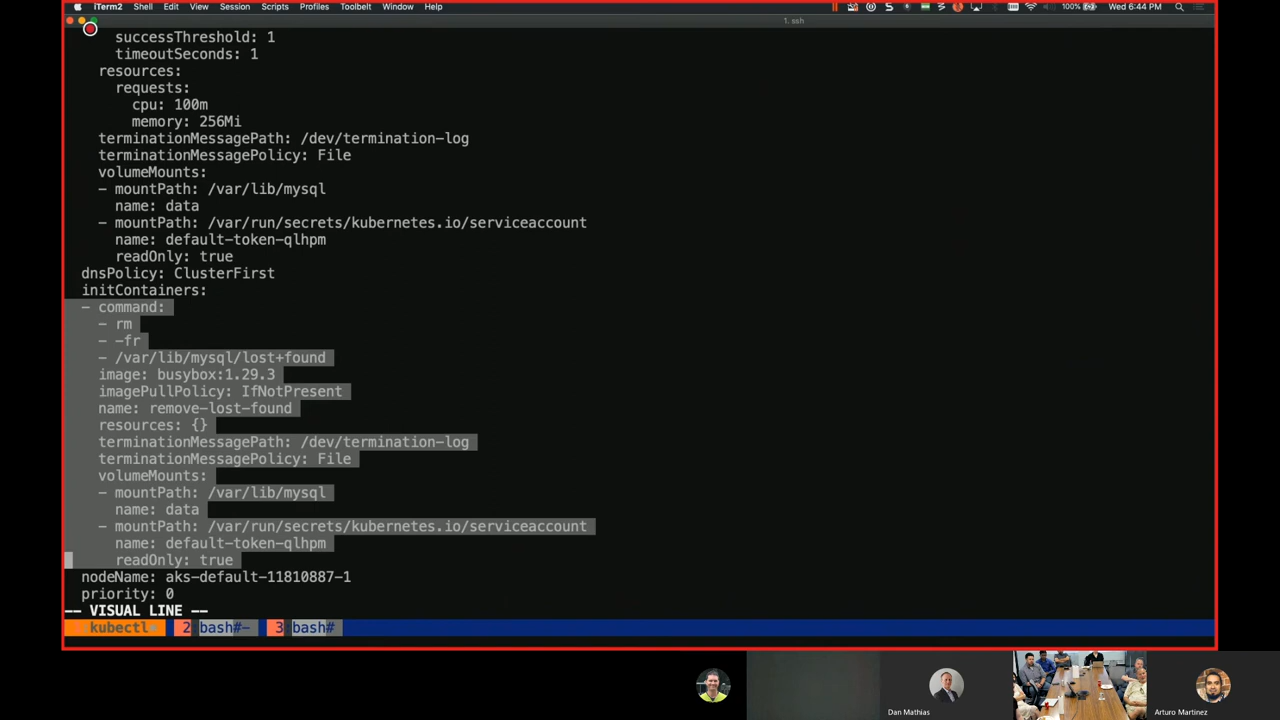 iTerm2 Shell Edit View Session Scripts Profiles Toolbelt Window Help 100% Wed 6:44 PM
1. ssh
successThreshold: 1
timeoutSeconds: 1
resources:
requests:
cpu: 100m
memory: 256Mi
terminationMessagePath: /dev/termination-log
terminationMessagePolicy: File
volumeMounts:
- mountPath: /var/lib/mysql
name: data
- mountPath: /var/run/secrets/kubernetes.io/serviceaccount
name: default-token-qlhpm
readOnly: true
dnsPolicy: ClusterFirst
initContainers:
- command:
- rm
- -fr
- /var/lib/mysql/lost+found
image: busybox:1.29.3
imagePullPolicy: IfNotPresent
name: remove-lost-found
resources: {}
terminationMessagePath: /dev/termination-log
terminationMessagePolicy: File
volumeMounts:
- mountPath: /var/lib/mysql
name: data
- mountPath: /var/run/secrets/kubernetes.io/serviceaccount
name: default-token-qlhpm
readOnly: true
nodeName: aks-default-11810887-1
priority: 0
-- VISUAL LINE --
kubectl- 2 bash#- 3 bash#
Dan Mathias
Arturo Martinez